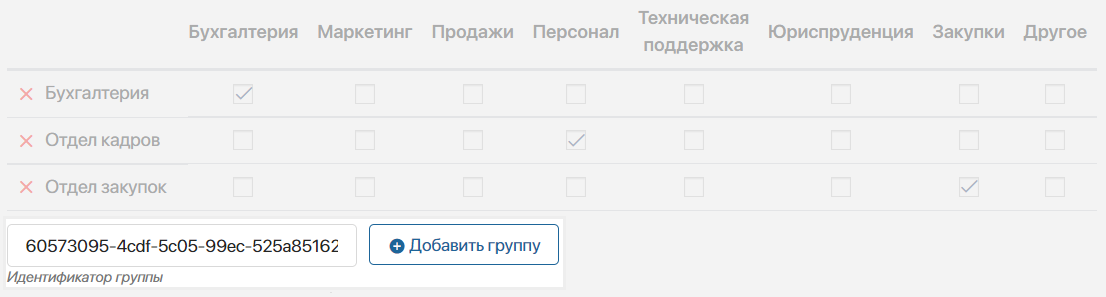 Бухгалтерия Маркетинг Продажи Персонал Техническая поддержка Юриспруденция Закупки Другое
Бухгалтерия
Отдел кадров
Отдел закупок
60573095-4cdf-5c05-99ec-525a85162 Добавить группу
Идентификатор группы